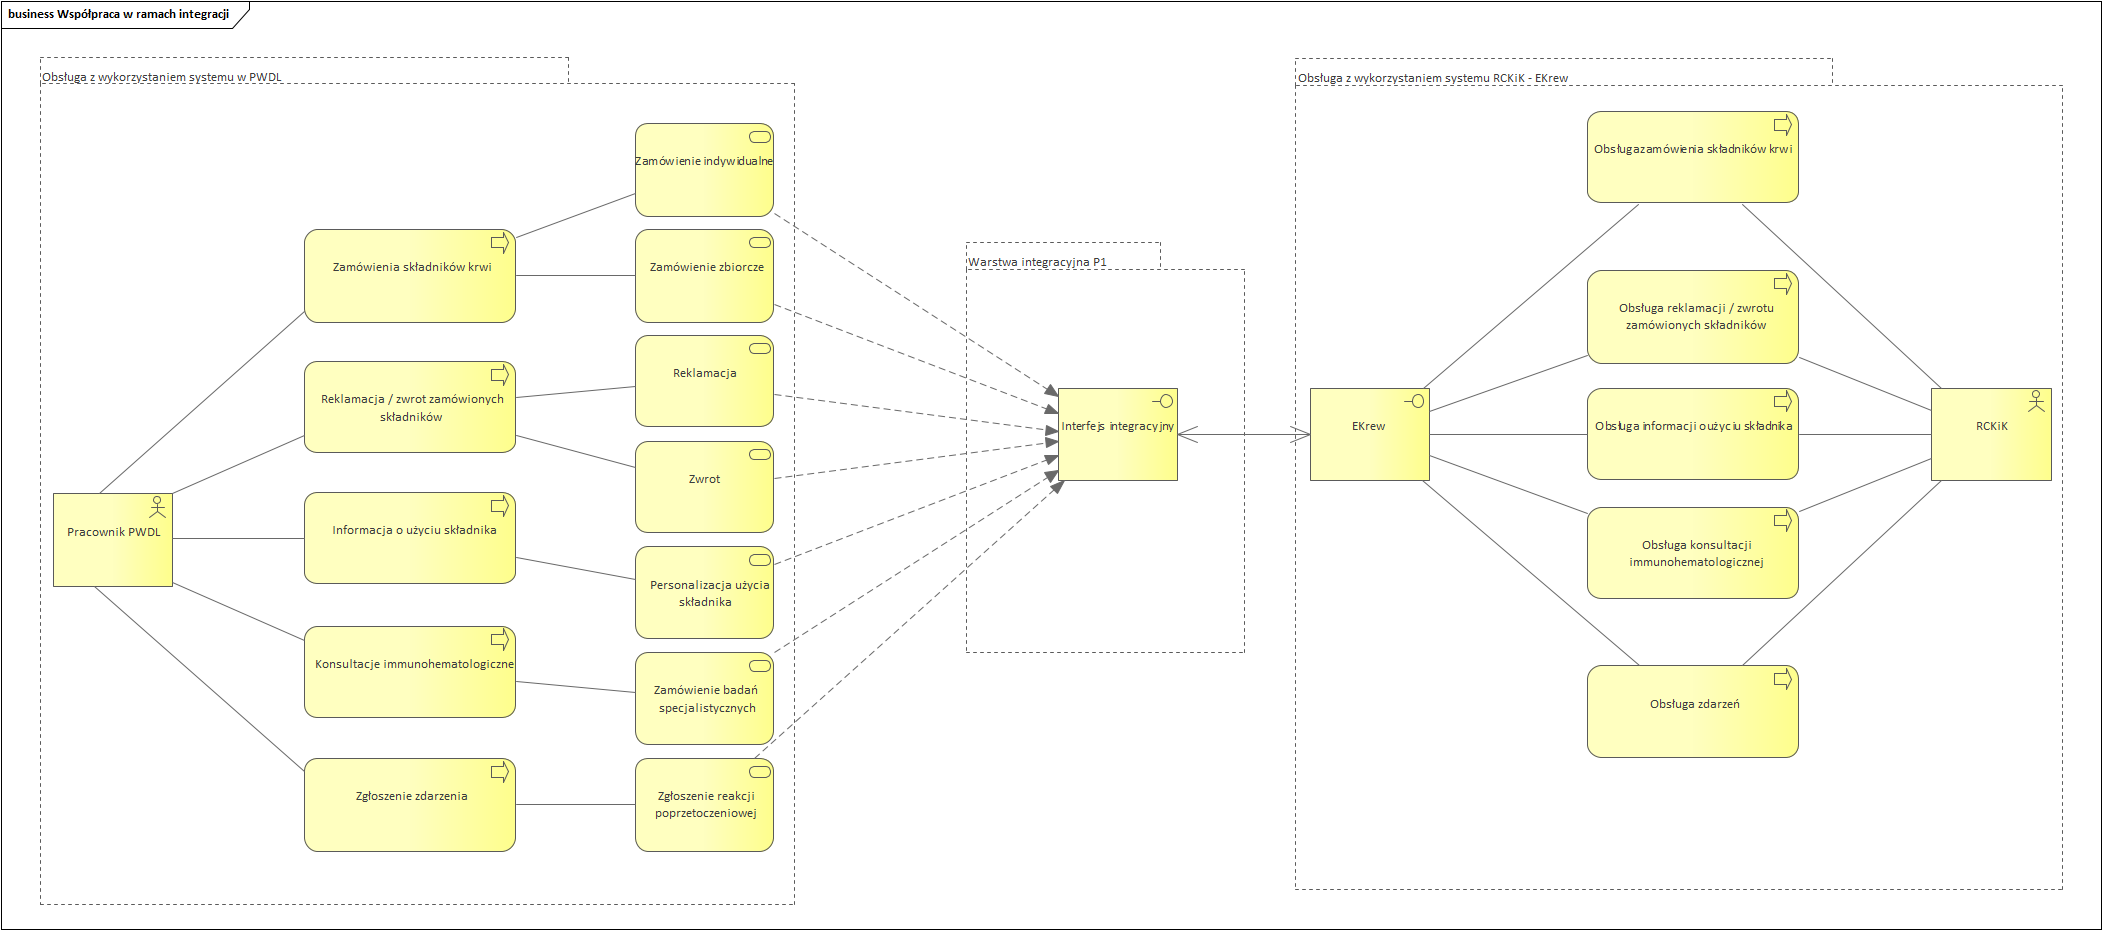 business Współpraca w ramach integracji
Obsługa z wykorzystaniem systemu w PWDL
Pracownik PWDL
Zamówienia składników krwi
Reklamacja / zwrot zamówionych
składników
Informacja o użyciu składnika
Konsultacje immunohematologiczne
Zgłoszenie zdarzenia
Zamówienie indywidualne
Zamówienie zbiorcze
Reklamacja
Zwrot
Personalizacja użycia
składnika
Zamówienie badań
specjalistycznych
Zgłoszenie reakcji
poprzetoczeniowej
Warstwa integracyjna P1
Interfejs integracyjny
Obsługa z wykorzystaniem systemu RCKiK - EKrew
EKrew
Obsługa zamówienia składników krwi
Obsługa reklamacji / zwrotu
zamówionych składników
Obsługa informacji o użyciu składnika
Obsługa konsultacji
immunohematologicznej
Obsługa zdarzeń
RCKiK